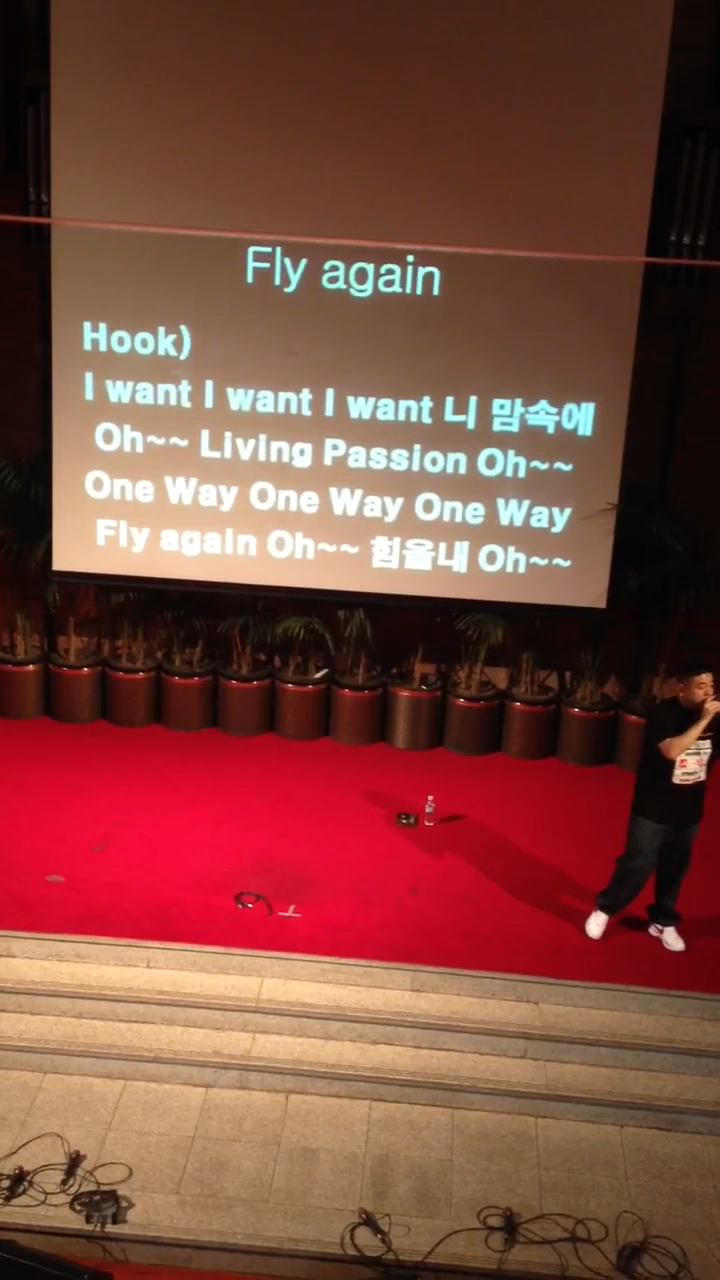 Fly again
Hook)
I want I want I want 니 맘속에
Oh~~ Living Passion Oh~~
One Way One Way One Way
Fly again Oh~~ 힘을내 Oh~~